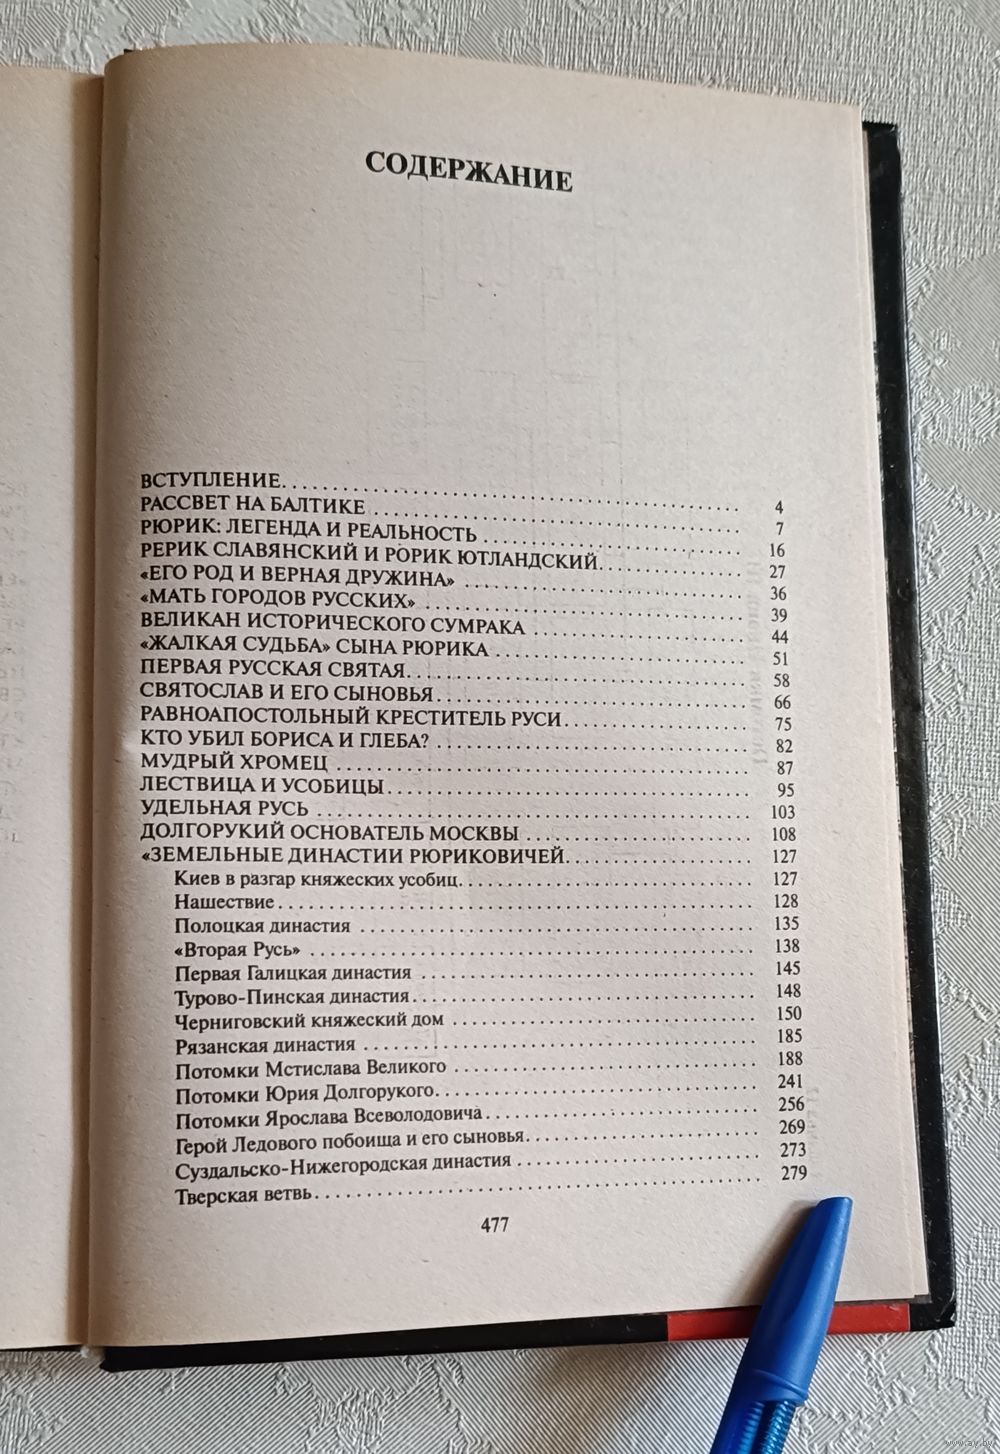 СОДЕРЖАНИЕ
ВСТУПЛЕНИЕ. . . . . . . . . . 4
РАССВЕТ НА БАЛТИКЕ . . . . . . . . . . 7
РЮРИК: ЛЕГЕНДА И РЕАЛЬНОСТЬ . . . . . . . . . . 16
РЕРИК СЛАВЯНСКИЙ И РОРИК ЮТЛАНДСКИЙ. . . . . . . . . . 27
«ЕГО РОД И ВЕРНАЯ ДРУЖИНА» . . . . . . . . . . 36
«МАТЬ ГОРОДОВ РУССКИХ» . . . . . . . . . . 39
ВЕЛИКАН ИСТОРИЧЕСКОГО СУМРАКА . . . . . . . . . . 44
«ЖАЛКАЯ СУДЬБА» СЫНА РЮРИКА . . . . . . . . . . 51
ПЕРВАЯ РУССКАЯ СВЯТАЯ. . . . . . . . . . 58
СВЯТОСЛАВ И ЕГО СЫНОВЬЯ. . . . . . . . . . 66
РАВНОАПОСТОЛЬНЫЙ КРЕСТИТЕЛЬ РУСИ. . . . . . . . . . 75
КТО УБИЛ БОРИСА И ГЛЕБА? . . . . . . . . . . 82
МУДРЫЙ ХРОМЕЦ . . . . . . . . . . 87
ЛЕСТВИЦА И УСОБИЦЫ. . . . . . . . . . 95
УДЕЛЬНАЯ РУСЬ . . . . . . . . . . 103
ДОЛГОРУКИЙ ОСНОВАТЕЛЬ МОСКВЫ . . . . . . . . . . 108
«ЗЕМЕЛЬНЫЕ ДИНАСТИИ РЮРИКОВИЧЕЙ. . . . . . . . . . 127
Киев в разгар княжеских усобиц. . . . . . . . . . 127
Нашествие . . . . . . . . . . 128
Полоцкая династия . . . . . . . . . . 135
«Вторая Русь» . . . . . . . . . . 138
Первая Галицкая династия . . . . . . . . . . 145
Турово-Пинская династия. . . . . . . . . . 148
Черниговский княжеский дом . . . . . . . . . . 150
Рязанская династия . . . . . . . . . . 185
Потомки Мстислава Великого . . . . . . . . . . 188
Потомки Юрия Долгорукого. . . . . . . . . . 241
Потомки Ярослава Всеволодовича. . . . . . . . . . 256
Герой Ледового побоища и его сыновья. . . . . . . . . . 269
Суздальско-Нижегородская династия . . . . . . . . . . 273
Тверская ветвь. . . . . . . . . . 279
477
www.ay.by